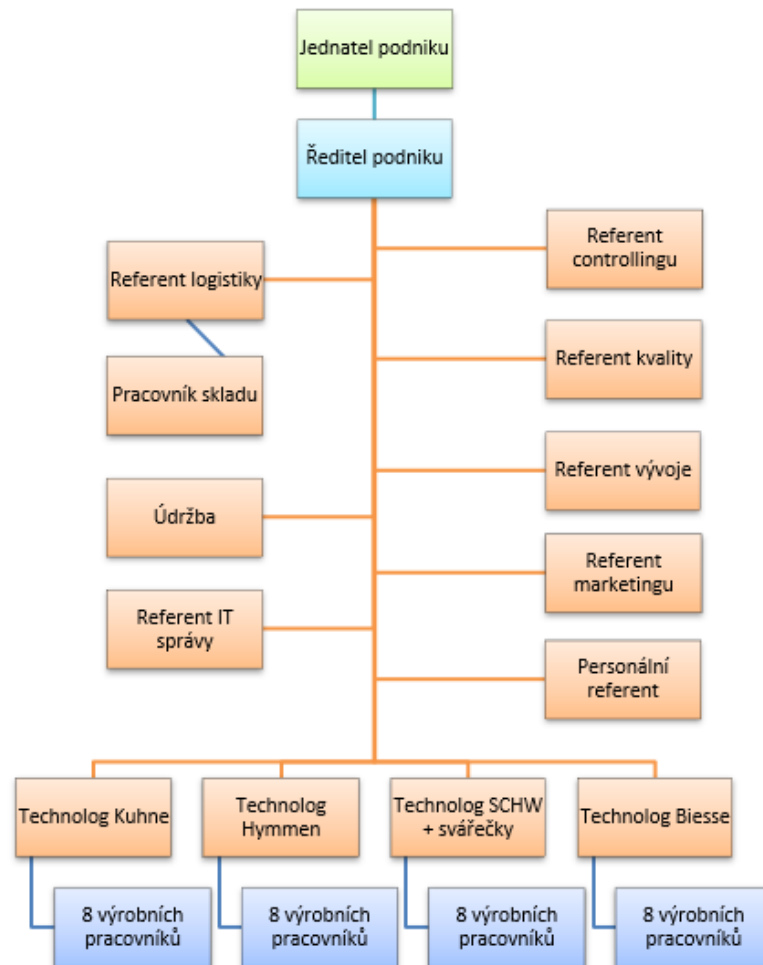 Jednatel podniku
Ředitel podniku
Referent
controllingu
Referent logistiky
Referent kvality
Pracovník skladu
Referent vývoje
Údržba
Referent
marketingu
Referent IT
správy
Personální
referent
Technolog Kuhne
Technolog
Hymmen
Technolog SCHW
+ svářečky
Technolog Biesse
8 výrobních
pracovníků
8 výrobních
pracovníků
8 výrobních
pracovníků
8 výrobních
pracovníků